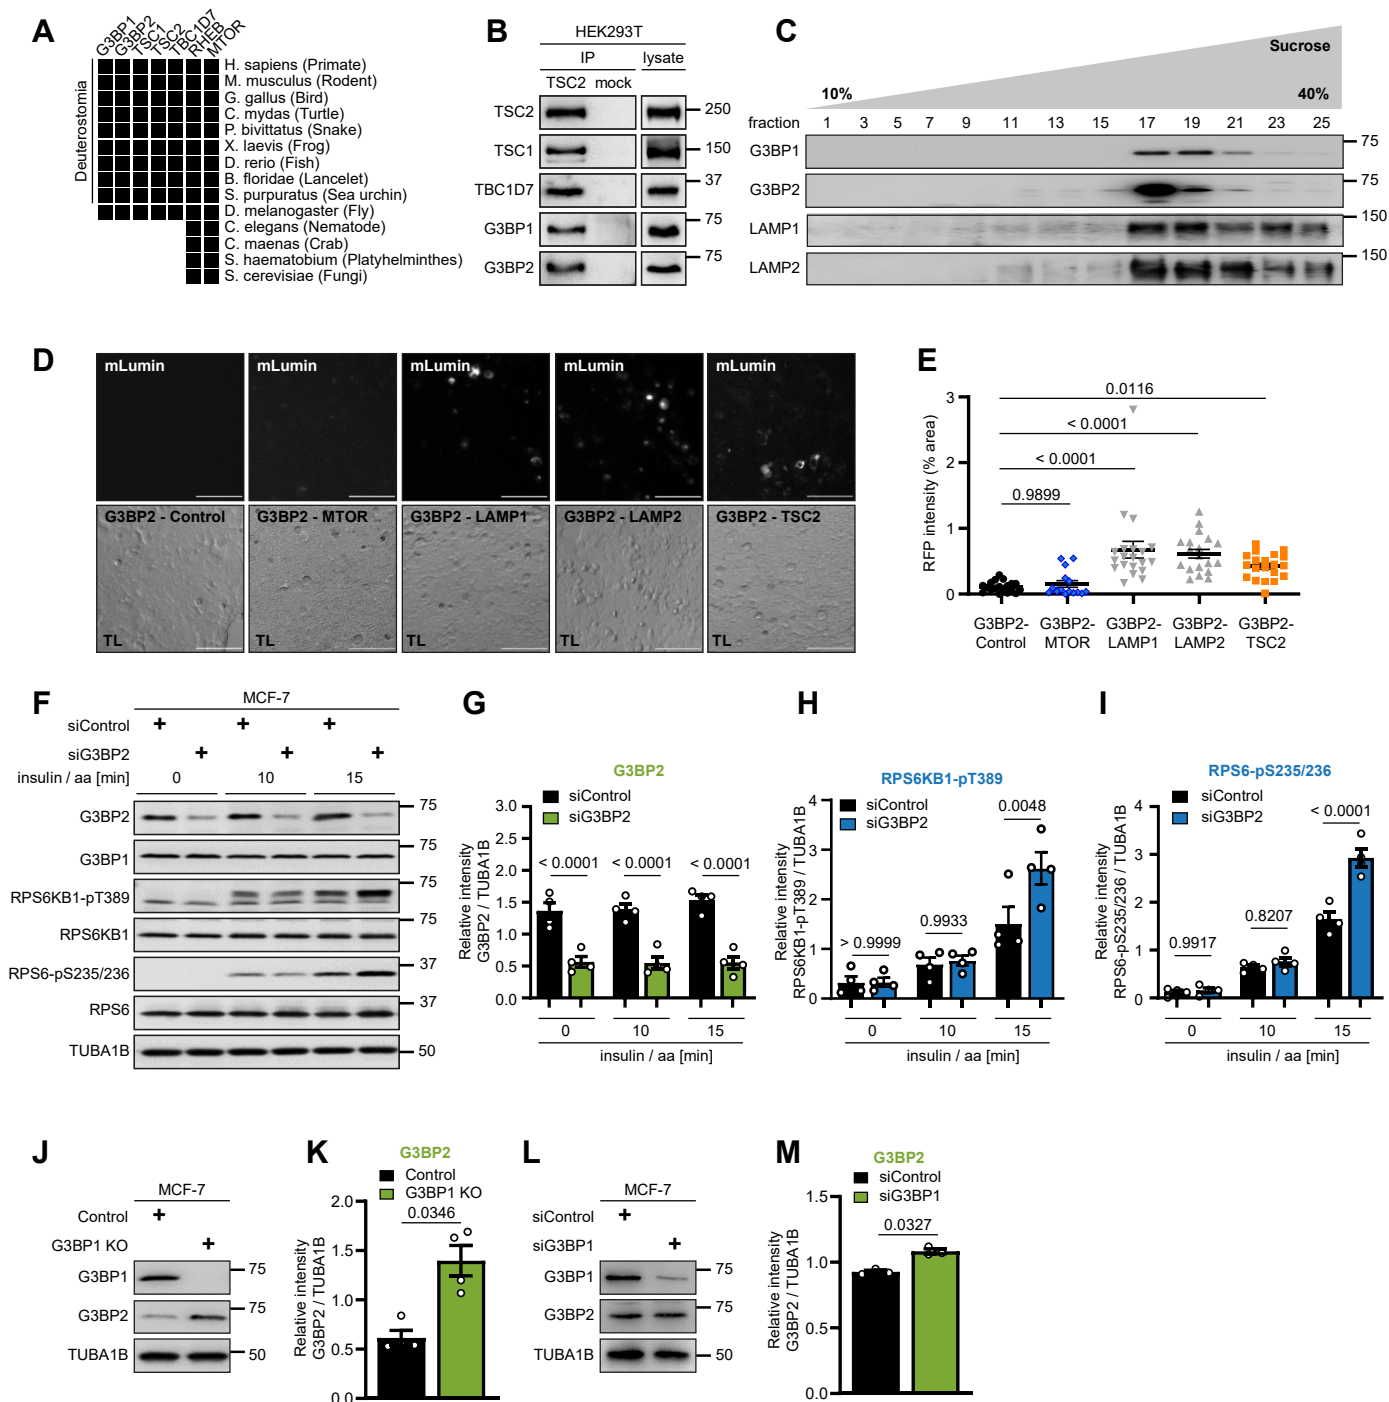 A
G3BP1
G3BP2
TSC1
TSC2
TBC1D7
RHEB
MTOR
Deuterostomia
H. sapiens (Primate)
M. musculus (Rodent)
G. gallus (Bird)
C. mydas (Turtle)
P. bivittatus (Snake)
X. laevis (Frog)
D. rerio (Fish)
B. floridae (Lancelet)
S. purpuratus (Sea urchin)
D. melanogaster (Fly)
C. elegans (Nematode)
C. maenas (Crab)
S. haematobium (Platyhelminthes)
S. cerevisiae (Fungi)
B
HEK293T
IP lysate
TSC2 mock
TSC2 250
TSC1 150
TBC1D7 37
G3BP1 75
G3BP2 75
C
Sucrose
10% 40%
fraction 1 3 5 7 9 11 13 15 17 19 21 23 25
G3BP1 75
G3BP2 75
LAMP1 150
LAMP2 150
D
mLumin mLumin mLumin mLumin mLumin
G3BP2 - Control G3BP2 - MTOR G3BP2 - LAMP1 G3BP2 - LAMP2 G3BP2 - TSC2
TL TL TL TL TL
E
RFP intensity (% area)
3
2
1
0
0.0116
< 0.0001
< 0.0001
0.9899
G3BP2-Control
G3BP2-MTOR
G3BP2-LAMP1
G3BP2-LAMP2
G3BP2-TSC2
F
MCF-7
siControl + + +
siG3BP2 + + +
insulin / aa [min] 0 10 15
G3BP2 75
G3BP1 75
RPS6KB1-pT389 75
RPS6KB1 75
RPS6-pS235/236 37
RPS6 37
TUBA1B 50
G
G3BP2
siControl
siG3BP2
Relative intensity
G3BP2 / TUBA1B
3.0
2.5
2.0
1.5
1.0
0.5
0.0
< 0.0001 < 0.0001 < 0.0001
0 10 15
insulin / aa [min]
H
RPS6KB1-pT389
siControl
siG3BP2
Relative intensity
RPS6KB1-pT389 / TUBA1B
4
3
2
1
0
> 0.9999
0.9933
0.0048
0 10 15
insulin / aa [min]
I
RPS6-pS235/236
siControl
siG3BP2
Relative intensity
RPS6-pS235/236 / TUBA1B
4
3
2
1
0
0.9917
0.8207
< 0.0001
0 10 15
insulin / aa [min]
J
MCF-7
Control +
G3BP1 KO +
G3BP1 75
G3BP2 75
TUBA1B 50
K
G3BP2
Control
G3BP1 KO
Relative intensity
G3BP2 / TUBA1B
2.0
1.5
1.0
0.5
0.0
0.0346
L
MCF-7
siControl +
siG3BP1 +
G3BP1 75
G3BP2 75
TUBA1B 50
M
G3BP2
siControl
siG3BP1
Relative intensity
G3BP2 / TUBA1B
1.5
1.0
0.5
0.0
0.0327